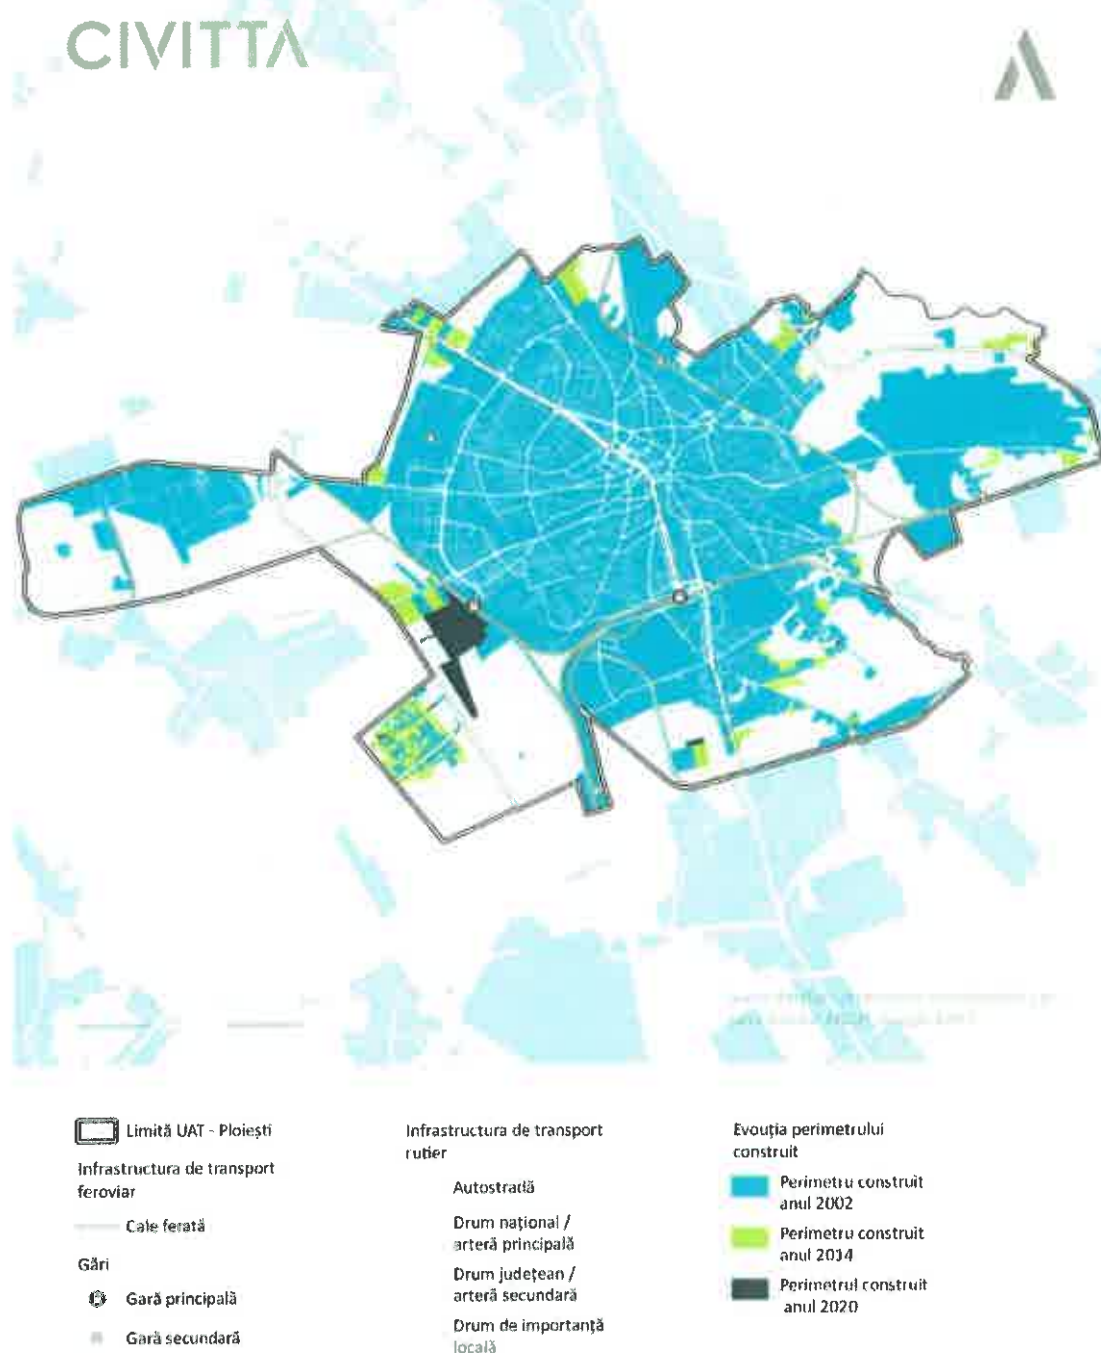 CIVITTA
Limită UAT - Ploiești
Infrastructura de transport
feroviar
Cale ferată
Gări
Gară principală
Gară secundară
Infrastructura de transport
rutier
Autostradă
Drum național /
arteră principală
Drum județean /
arteră secundară
Drum de importanță
locală
Evouția perimetrului
construit
Perimetru construit
anul 2002
Perimetru construit
anul 2014
Perimetrul construit
anul 2020